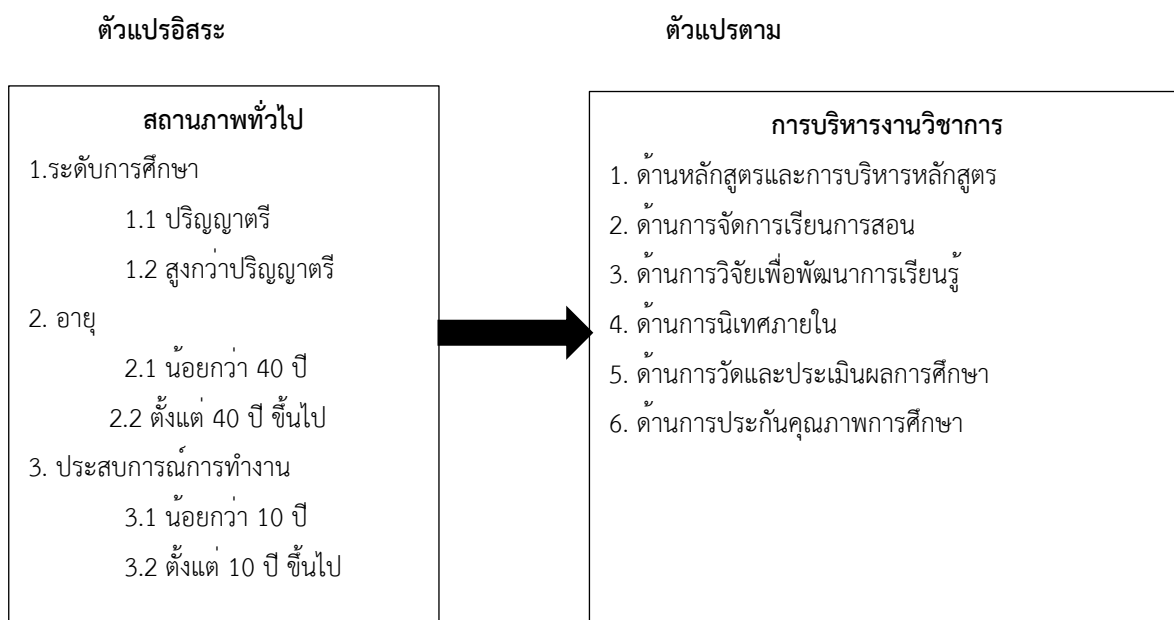 ตัวแปรอิสระ
ตัวแปรตาม
สถานภาพทั่วไป
1.ระดับการศึกษา
1.1 ปริญญาตรี
1.2 สูงกว่าปริญญาตรี
2. อายุ
2.1 น้อยกว่า 40 ปี
2.2 ตั้งแต่ 40 ปี ขึ้นไป
3. ประสบการณ์การทำงาน
3.1 น้อยกว่า 10 ปี
3.2 ตั้งแต่ 10 ปี ขึ้นไป
การบริหารงานวิชาการ
1. ด้านหลักสูตรและการบริหารหลักสูตร
2. ด้านการจัดการเรียนการสอน
3. ด้านการวิจัยเพื่อพัฒนาการเรียนรู้
4. ด้านการนิเทศภายใน
5. ด้านการวัดและประเมินผลการศึกษา
6. ด้านการประกันคุณภาพการศึกษา